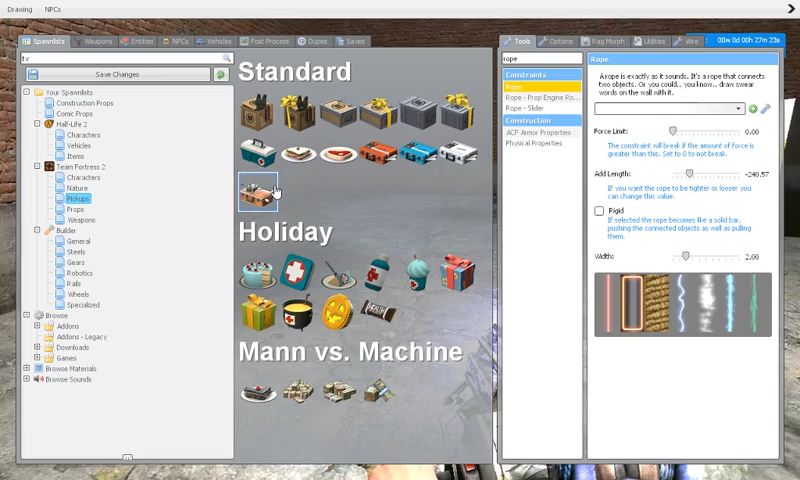 Drawing NPCs
Spawnlists Weapons Entities NPCs Vehicles Post Process Dupes Saves
Tools Options Rag Morph Utilities Wire 00w 0d 00h 27m 23s
tv
Save Changes
Your Spawnlists
Construction Props
Comic Props
Half-Life 2
Characters
Vehicles
Items
Team Fortress 2
Characters
Nature
Pickups
Props
Weapons
Builder
General
Steels
Gears
Robotics
Rails
Wheels
Specialized
Browse
Addons
Addons - Legacy
Downloads
Games
Browse Materials
Browse Sounds
Standard
Holiday
Mann vs. Machine
rope
Constraints
Rope
Rope - Prop Engine Ro...
Rope - Slider
Construction
ACF Armor Properties
Physical Properties
Rope
A rope is exactly as it sounds. It's a rope that connects
two objects. Or you could.. you know.. draw swear
words on the wall with it.
Force Limit: 0.00
The constraint will break if the amount of force is
greater than this. Set to 0 to not break.
Add Length: -240.57
If you want the rope to be tighter or looser you
can change this value.
Rigid
If selected the rope becomes like a solid bar,
pushing the connected objects as well as pulling
them.
Width: 2.00